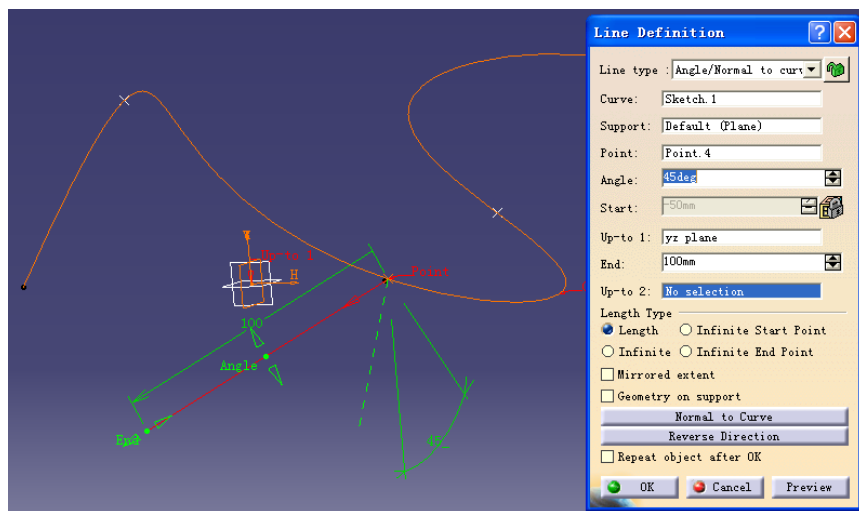 Up-to 1
H
Point
100
Angle
End
45
Line Definition
Line type : Angle/Normal to curv
Curve: Sketch.1
Support: Default (Plane)
Point: Point.4
Angle: 45deg
Start: -50mm
Up-to 1: yz plane
End: 100mm
Up-to 2: No selection
Length Type
Length Infinite Start Point
Infinite Infinite End Point
Mirrored extent
Geometry on support
Normal to Curve
Reverse Direction
Repeat object after OK
OK Cancel Preview